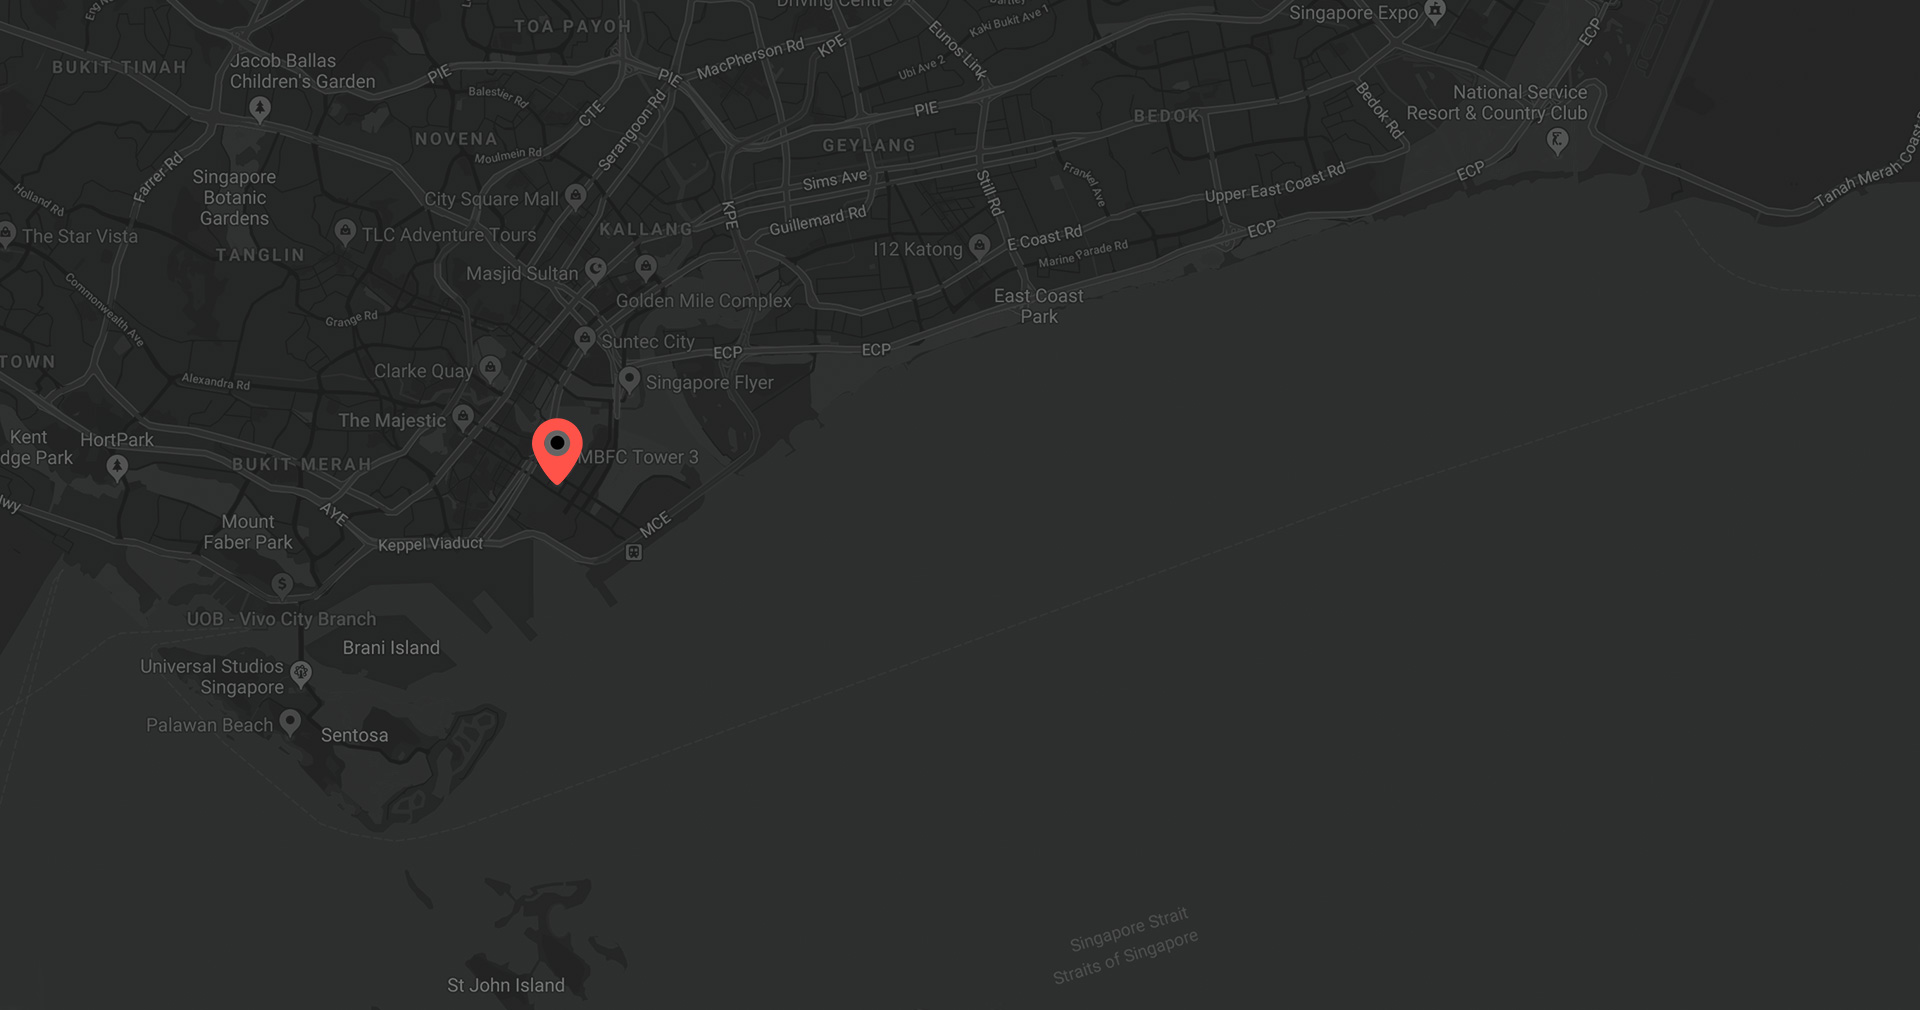 Driving Centre
Kaki Bukit Ave 1
Singapore Expo
ECP
TOA PAYOH
Eunos Link
KPE
MacPherson Rd
BUKIT TIMAH
Jacob Ballas
Children's Garden
PIE
PIE
Ubi Ave 2
Balestier Rd
CTE
Serangoon Rd
PIE
National Service
Resort & Country Club
Bedok Rd
BEDOK
NOVENA
GEYLANG
Moulmein Rd
Farrer Rd
Singapore
Botanic
Gardens
Sims Ave
Still Rd
Frankel Ave
Upper East Coast Rd
ECP
Tanah Merah Coast
Holland Rd
City Square Mall
KPE
Guillemard Rd
The Star Vista
TLC Adventure Tours
KALLANG
E Coast Rd
ECP
I12 Katong
Marine Parade Rd
TANGLIN
Masjid Sultan
Golden Mile Complex
East Coast
Park
Commonwealth Ave
Grange Rd
Suntec City
ECP
ECP
TOWN
Clarke Quay
Alexandra Rd
Singapore Flyer
The Majestic
Kent
dge Park
HortPark
MBFC Tower 3
BUKIT MERAH
AYE
MCE
Mount
Faber Park
Keppel Viaduct
UOB - Vivo City Branch
Brani Island
Universal Studios
Singapore
Palawan Beach
Sentosa
Singapore Strait
Straits of Singapore
St John Island